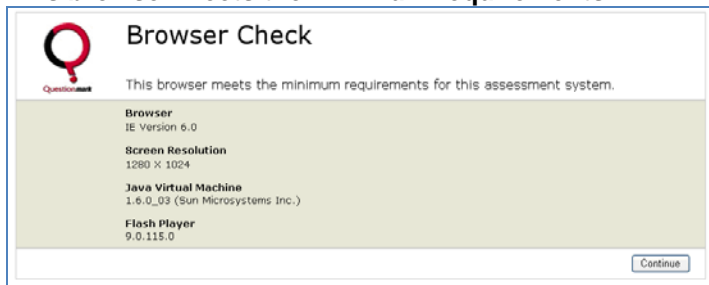 Browser Check
This browser meets the minimum requirements for this assessment system.
Questionmark
Browser
IE Version 6.0
Screen Resolution
1280 X 1024
Java Virtual Machine
1.6.0_03 (Sun Microsystems Inc.)
Flash Player
9.0.115.0
Continue